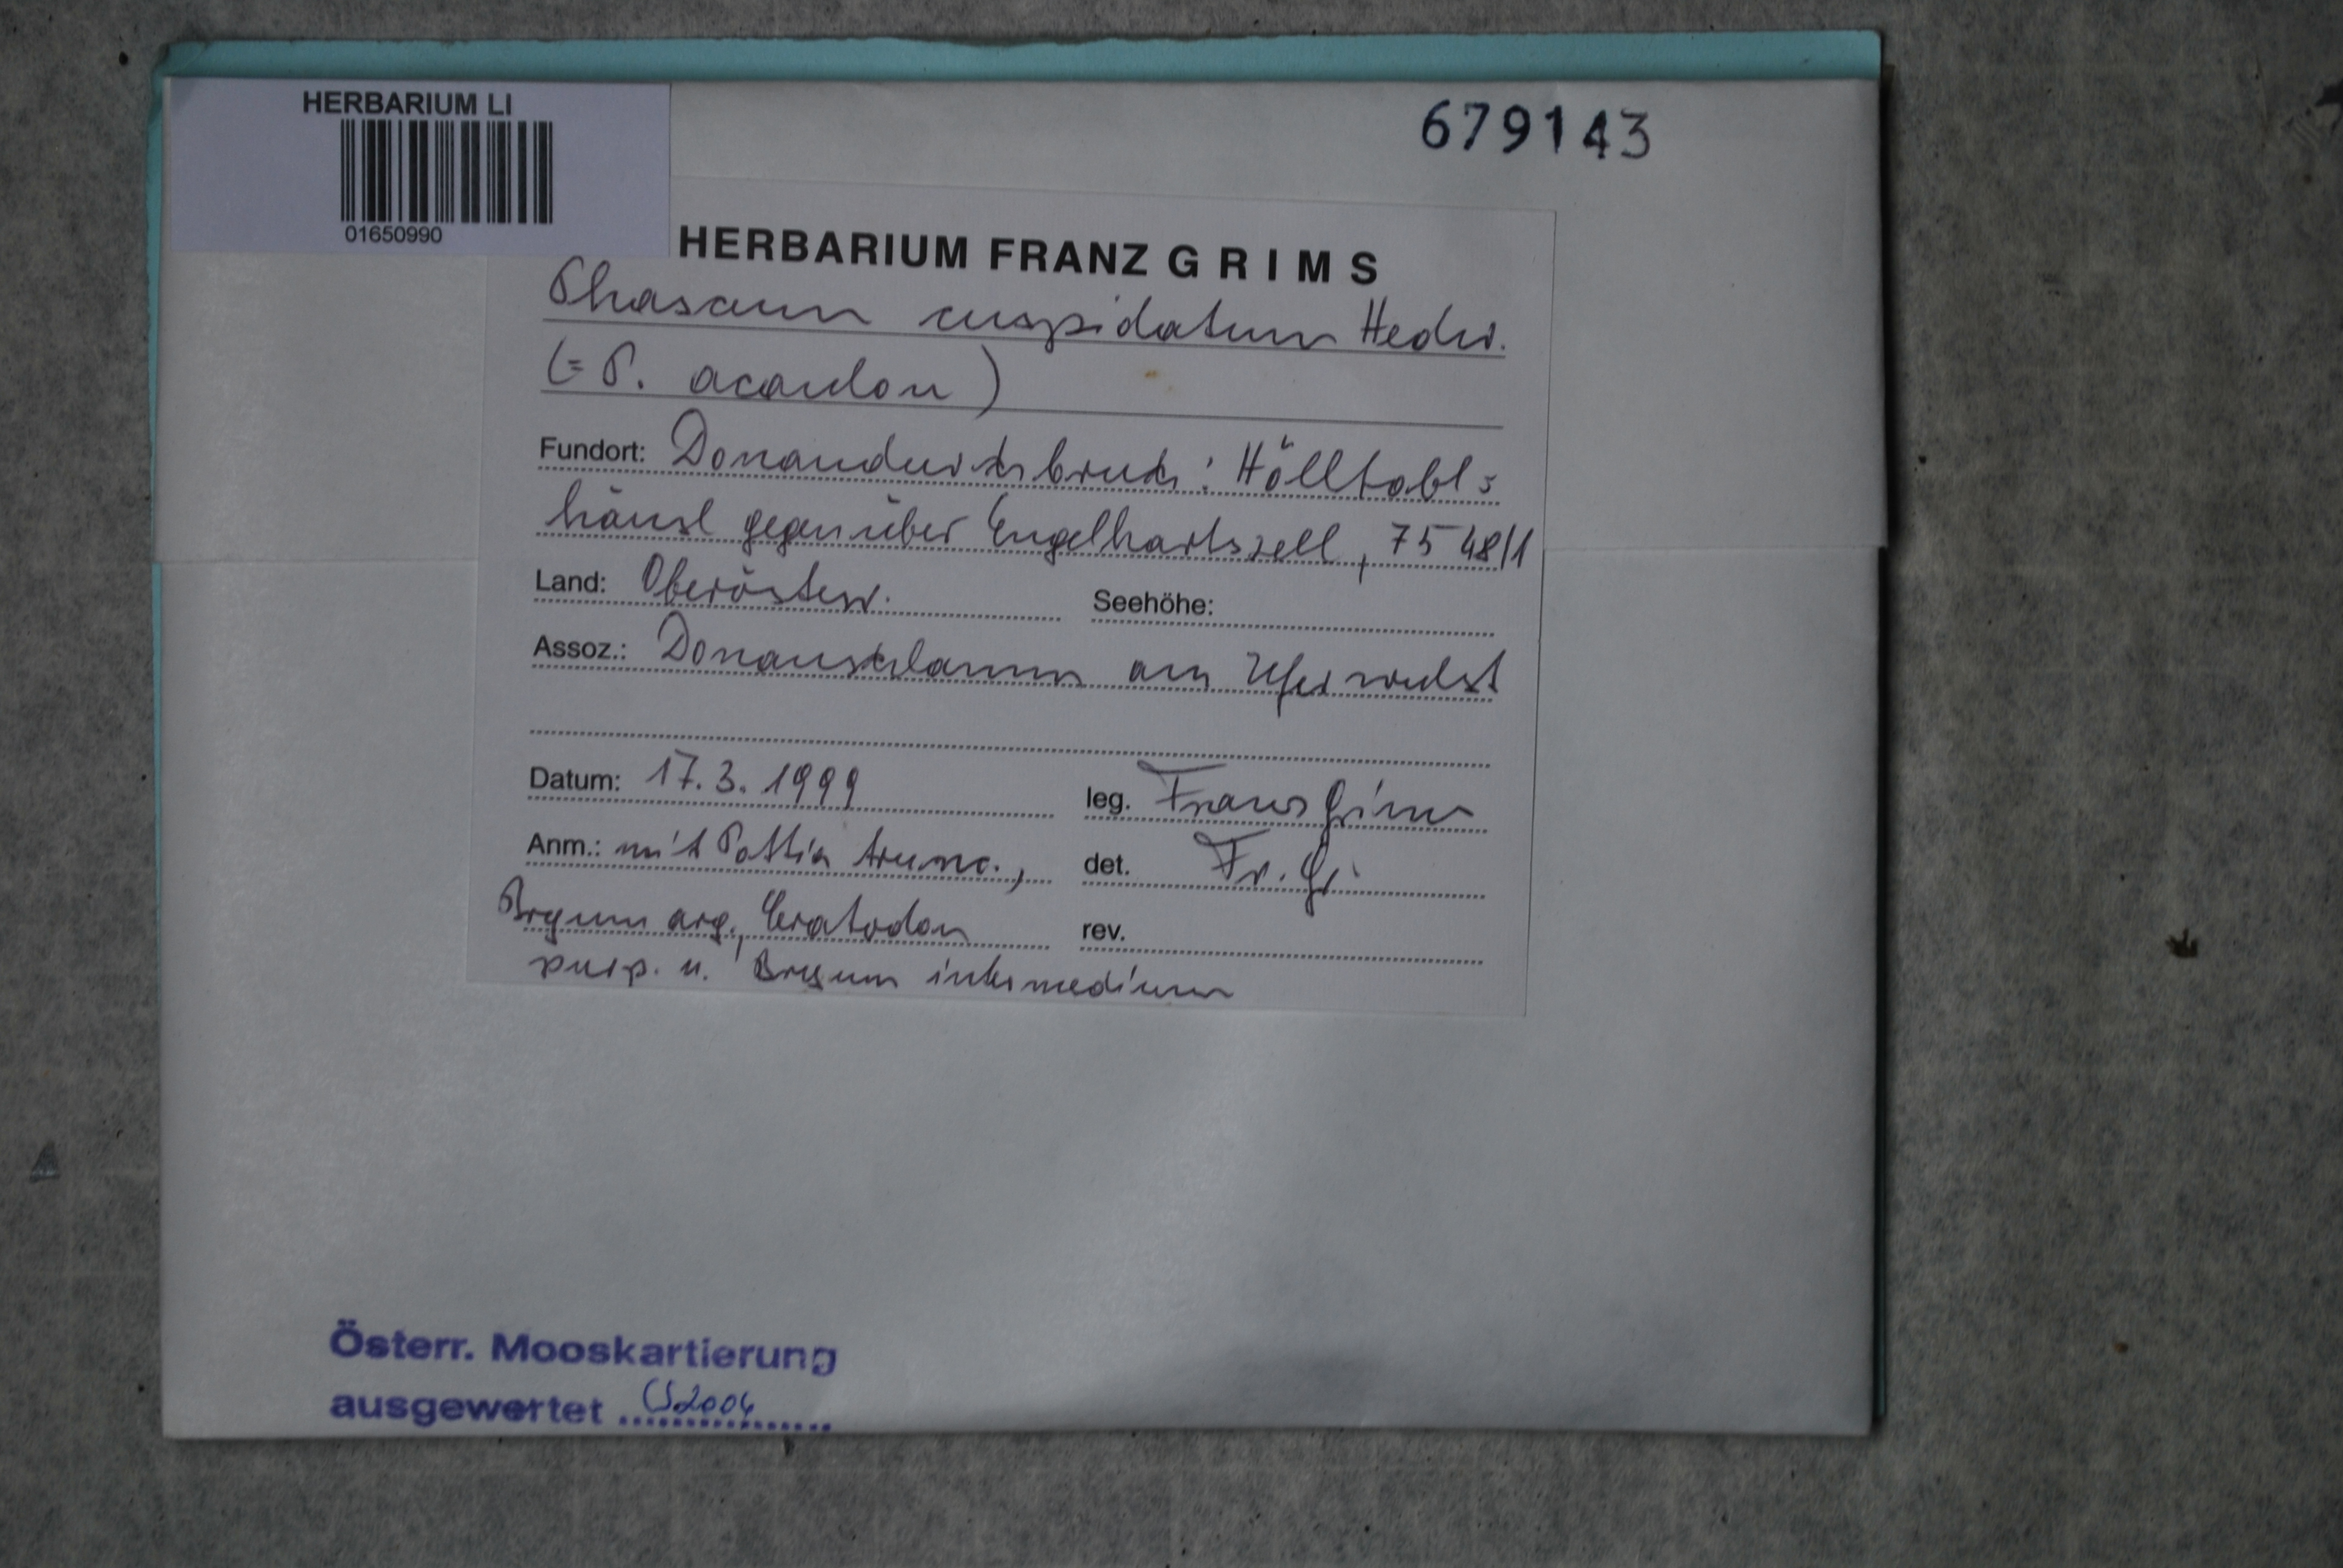 HERBARIUM LI
01650990
679143
HERBARIUM FRANZ GRIMS
Phascum cuspidatum Hedw.
(= P. acaulon)
Fundort: Donaudurchbruch: Hölltobl=
häusl gegenüber Engelhartszell, 7548/1
Land: Oberösterr. Seehöhe:
Assoz.: Donauschlamm am Uferwulst
Datum: 17.3.1999 leg. Franz Grims
Anm.: mit Pottia trunc., det. Fr. Gr.
Bryum arg., Ceratodon rev.
purp. u. Bryum intermedium
Österr. Mooskartierung
ausgewertet CS2004